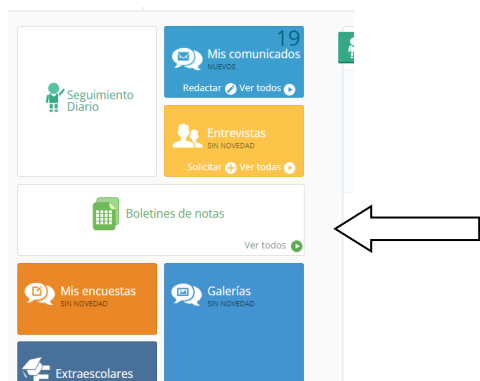 Seguimiento
Diario
19
Mis comunicados
NUEVOS
Redactar Ver todos
Entrevistas
SIN NOVEDAD
Solicitar Ver todas
Boletines de notas
Ver todos
Mis encuestas
SIN NOVEDAD
Galerías
SIN NOVEDAD
Extraescolares